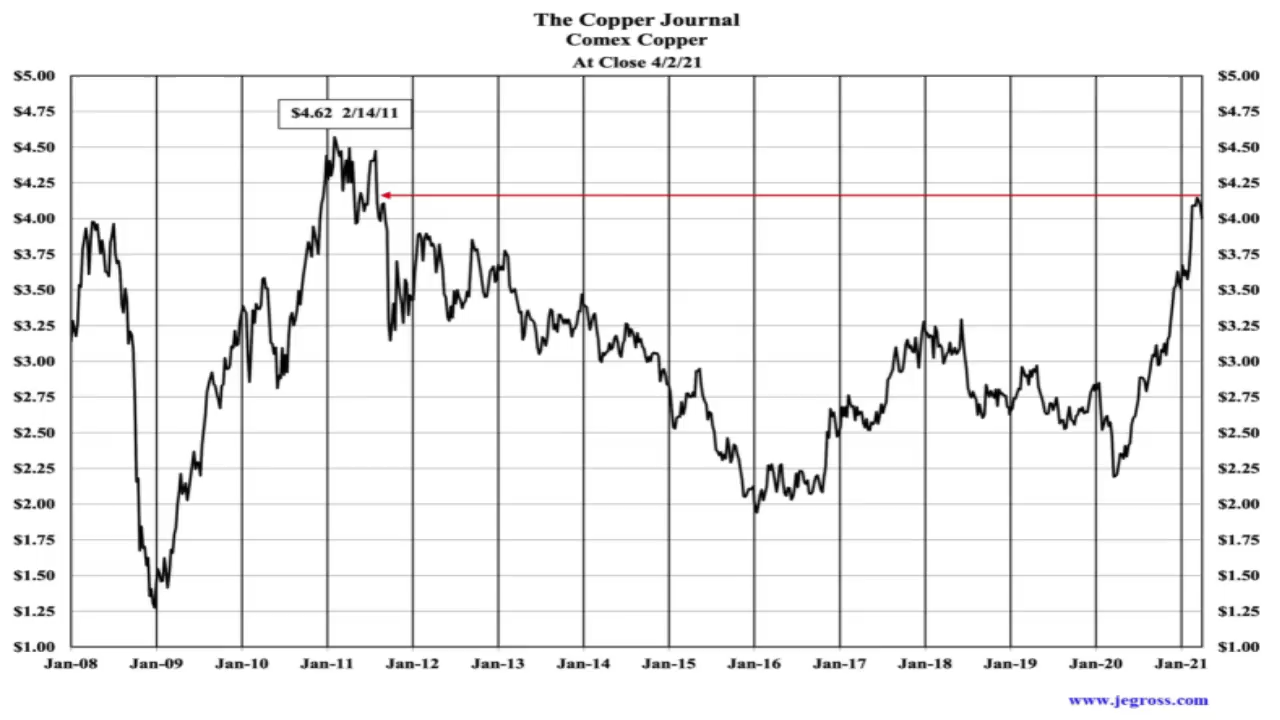 The Copper Journal
Comex Copper
At Close 4/2/21
$5.00 $5.00
$4.75 $4.62 2/14/11 $4.75
$4.50 $4.50
$4.25 $4.25
$4.00 $4.00
$3.75 $3.75
$3.50 $3.50
$3.25 $3.25
$3.00 $3.00
$2.75 $2.75
$2.50 $2.50
$2.25 $2.25
$2.00 $2.00
$1.75 $1.75
$1.50 $1.50
$1.25 $1.25
$1.00 $1.00
Jan-08 Jan-09 Jan-10 Jan-11 Jan-12 Jan-13 Jan-14 Jan-15 Jan-16 Jan-17 Jan-18 Jan-19 Jan-20 Jan-21
www.jegross.com